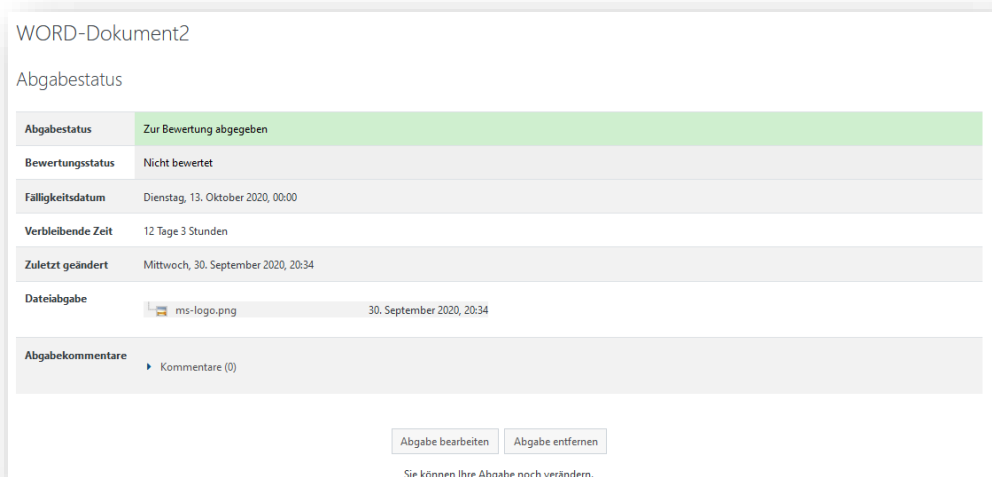 WORD-Dokument2
Abgabestatus
Abgabestatus Zur Bewertung abgegeben
Bewertungsstatus Nicht bewertet
Fälligkeitsdatum Dienstag, 13. Oktober 2020, 00:00
Verbleibende Zeit 12 Tage 3 Stunden
Zuletzt geändert Mittwoch, 30. September 2020, 20:34
Dateiabgabe
ms-logo.png 30. September 2020, 20:34
Abgabekommentare
Kommentare (0)
Abgabe bearbeiten Abgabe entfernen
Sie können Ihre Abgabe noch verändern.